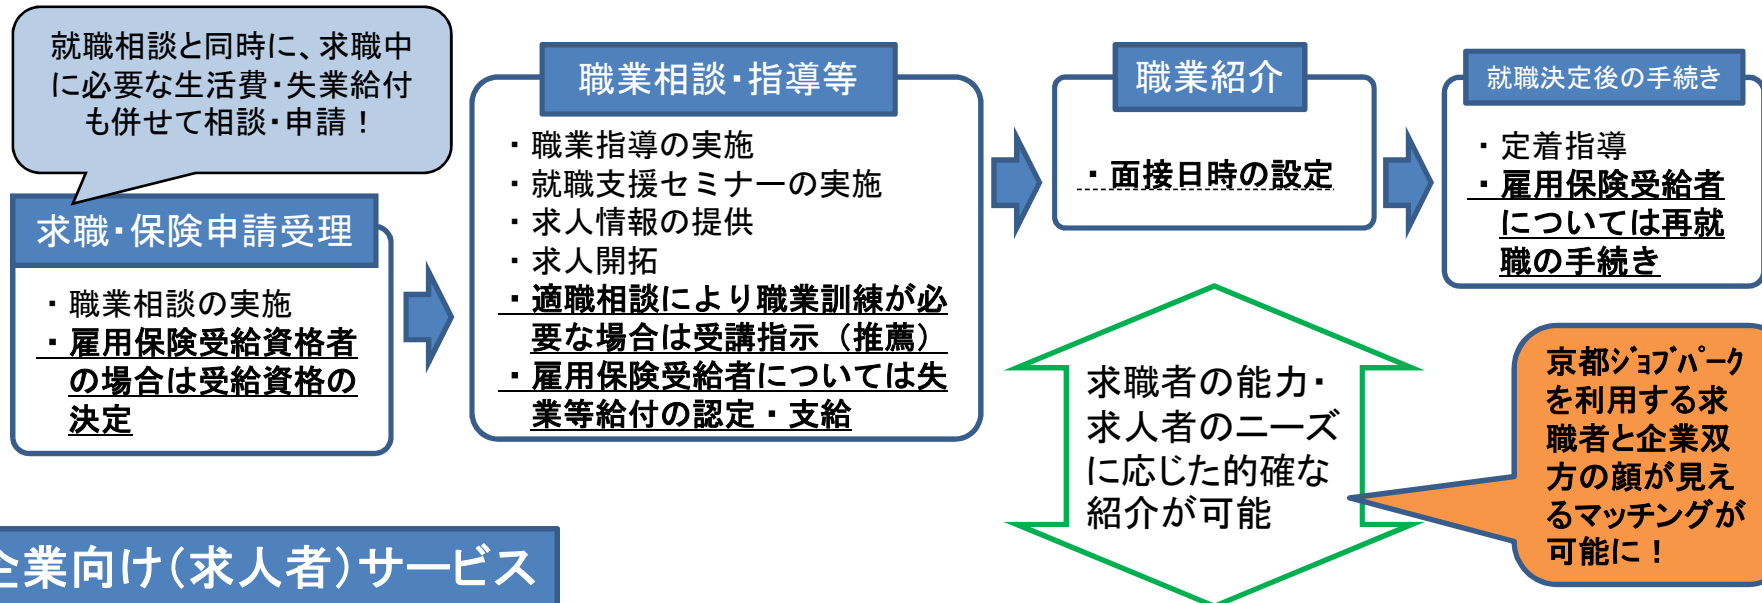 就職相談と同時に、求職中
に必要な生活費・失業給付
も併せて相談・申請！
求職・保険申請受理
・職業相談の実施
・雇用保険受給資格者
の場合は受給資格の
決定
職業相談・指導等
・職業指導の実施
・就職支援セミナーの実施
・求人情報の提供
・求人開拓
・適職相談により職業訓練が必
要な場合は受講指示（推薦）
・雇用保険受給者については失
業等給付の認定・支給
職業紹介
・面接日時の設定
就職決定後の手続き
・定着指導
・雇用保険受給者
については再就
職の手続き
求職者の能力・
求人者のニーズ
に応じた的確な
紹介が可能
京都ｼﾞｮﾌﾞﾊﾟｰｸ
を利用する求
職者と企業双
方の顔が見え
るマッチングが
可能に！
企業向け（求人者）サービス